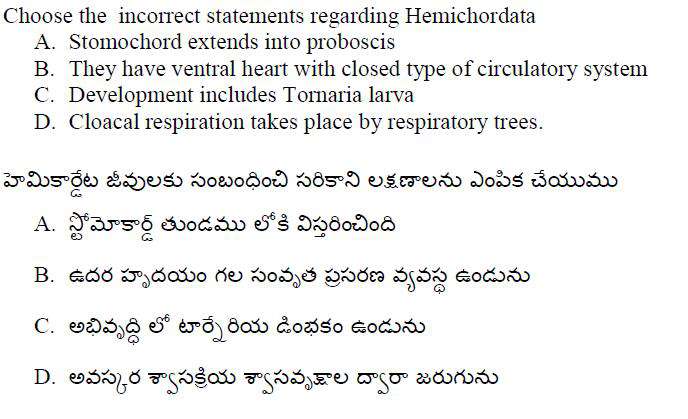 Choose the incorrect statements regarding Hemichordata
A. Stomochord extends into proboscis
B. They have ventral heart with closed type of circulatory system
C. Development includes Tornaria larva
D. Cloacal respiration takes place by respiratory trees.
హెమికార్డేట జీవులకు సంబంధించి సరికాని లక్షణాలను ఎంపిక చేయుము
A. స్టోమోకార్డ్ తుండము లోకి విస్తరించింది
B. ఉదర హృదయం గల సంవృత ప్రసరణ వ్యవస్థ ఉండును
C. అభివృద్ధి లో టార్నేరియ డింభకం ఉండును
D. అవస్కర శ్వాసక్రియ శ్వాసవృక్షాల ద్వారా జరుగును